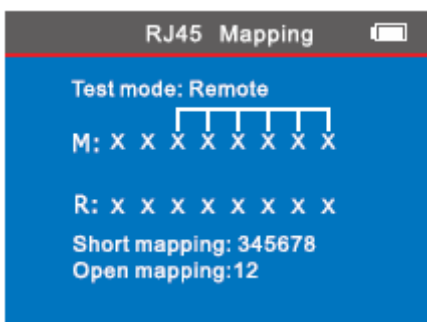 RJ45 Mapping
Test mode: Remote
M: X X X X X X X X
R: X X X X X X X X
Short mapping: 345678
Open mapping:12